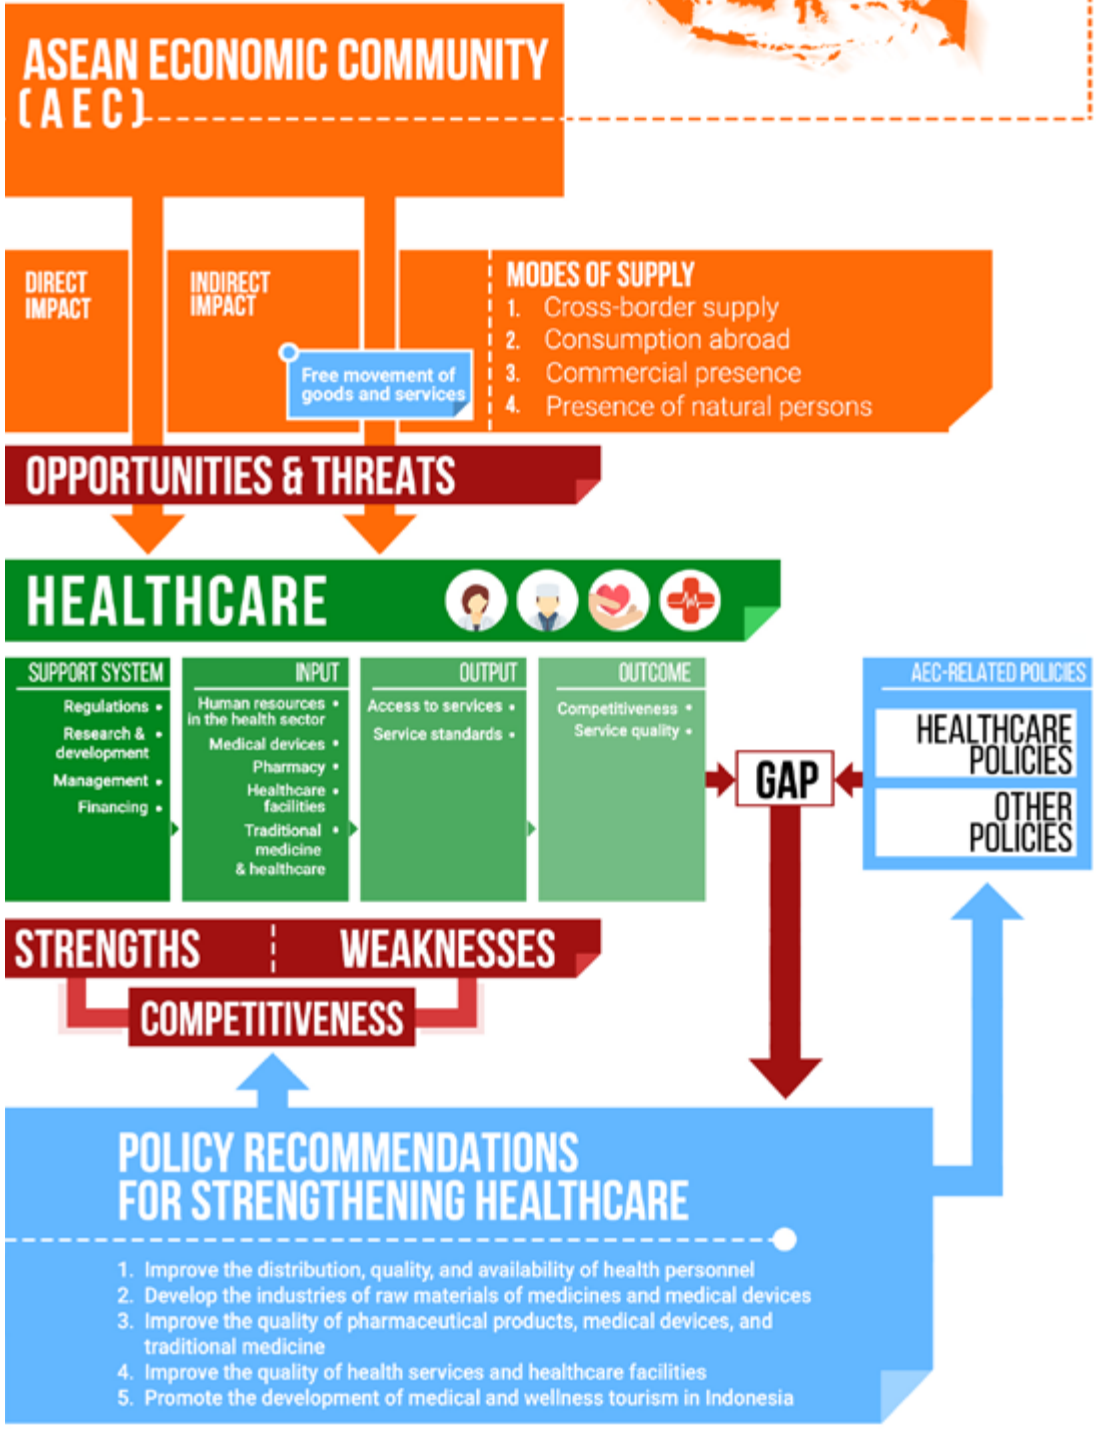 ASEAN ECONOMIC COMMUNITY
(AEC)
DIRECT
IMPACT
INDIRECT
IMPACT
Free movement of
goods and services
MODES OF SUPPLY
1. Cross-border supply
2. Consumption abroad
3. Commercial presence
4. Presence of natural persons
OPPORTUNITIES & THREATS
HEALTHCARE
SUPPORT SYSTEM
Regulations •
Research & •
development
Management •
Financing •
INPUT
Human resources •
in the health sector
Medical devices •
Pharmacy •
Healthcare •
facilities
Traditional •
medicine
& healthcare
OUTPUT
Access to services •
Service standards •
OUTCOME
Competitiveness •
Service quality •
GAP
AEC-RELATED POLICIES
HEALTHCARE
POLICIES
OTHER
POLICIES
STRENGTHS
WEAKNESSES
COMPETITIVENESS
POLICY RECOMMENDATIONS
FOR STRENGTHENING HEALTHCARE
1. Improve the distribution, quality, and availability of health personnel
2. Develop the industries of raw materials of medicines and medical devices
3. Improve the quality of pharmaceutical products, medical devices, and
traditional medicine
4. Improve the quality of health services and healthcare facilities
5. Promote the development of medical and wellness tourism in Indonesia